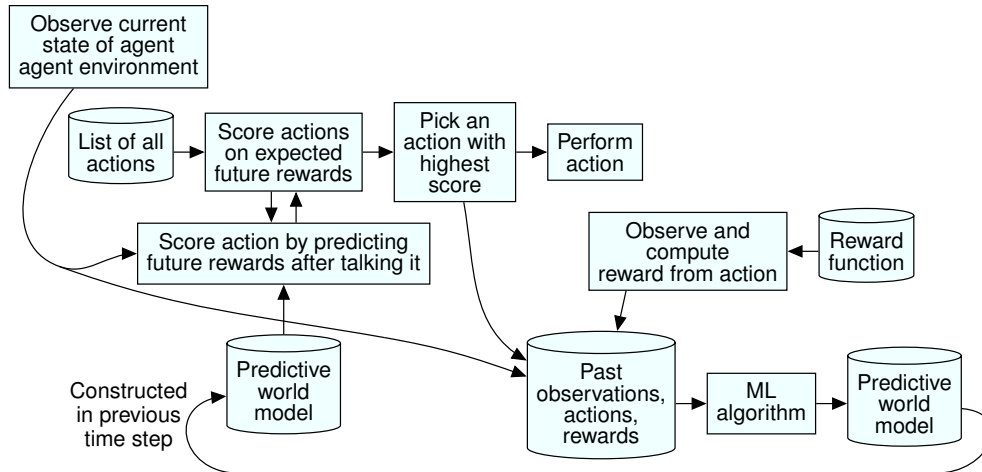 Observe current
state of agent
agent environment
List of all
actions
Score actions
on expected
future rewards
Pick an
action with
highest
score
Perform
action
Score action by predicting
future rewards after talking it
Observe and
compute
reward from action
Reward
function
Constructed
in previous
time step
Predictive
world
model
Past
observations,
actions,
rewards
ML
algorithm
Predictive
world
model